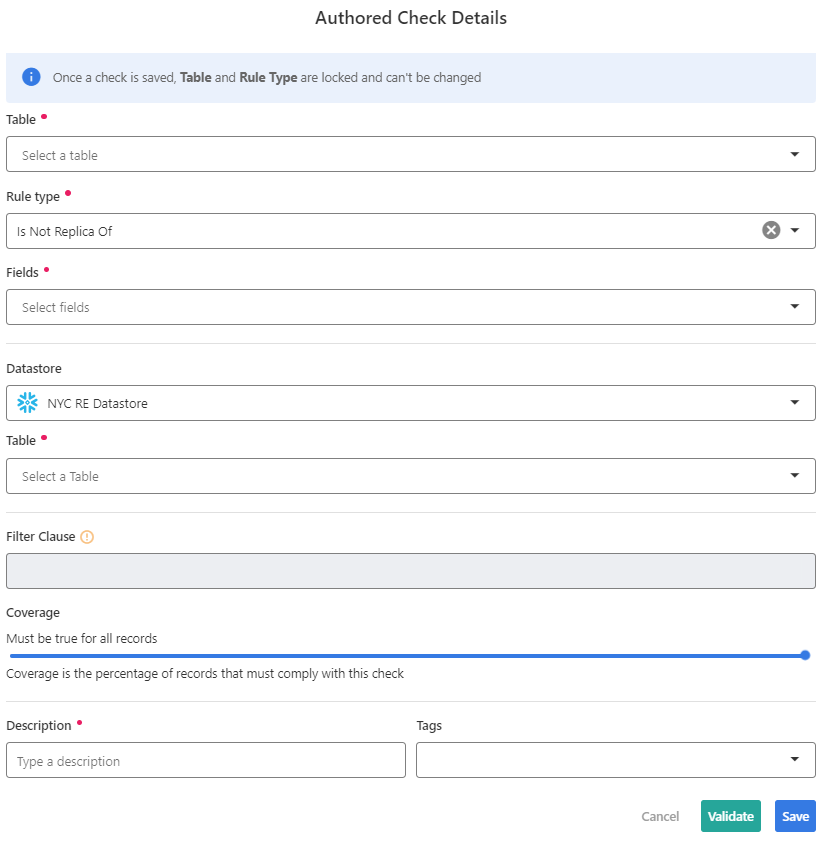 Authored Check Details
Once a check is saved, Table and Rule Type are locked and can't be changed
Table
Select a table
Rule type
Is Not Replica Of
Fields
Select fields
Datastore
NYC RE Datastore
Table
Select a Table
Filter Clause
Coverage
Must be true for all records
Coverage is the percentage of records that must comply with this check
Description
Type a description
Tags
Cancel
Validate
Save